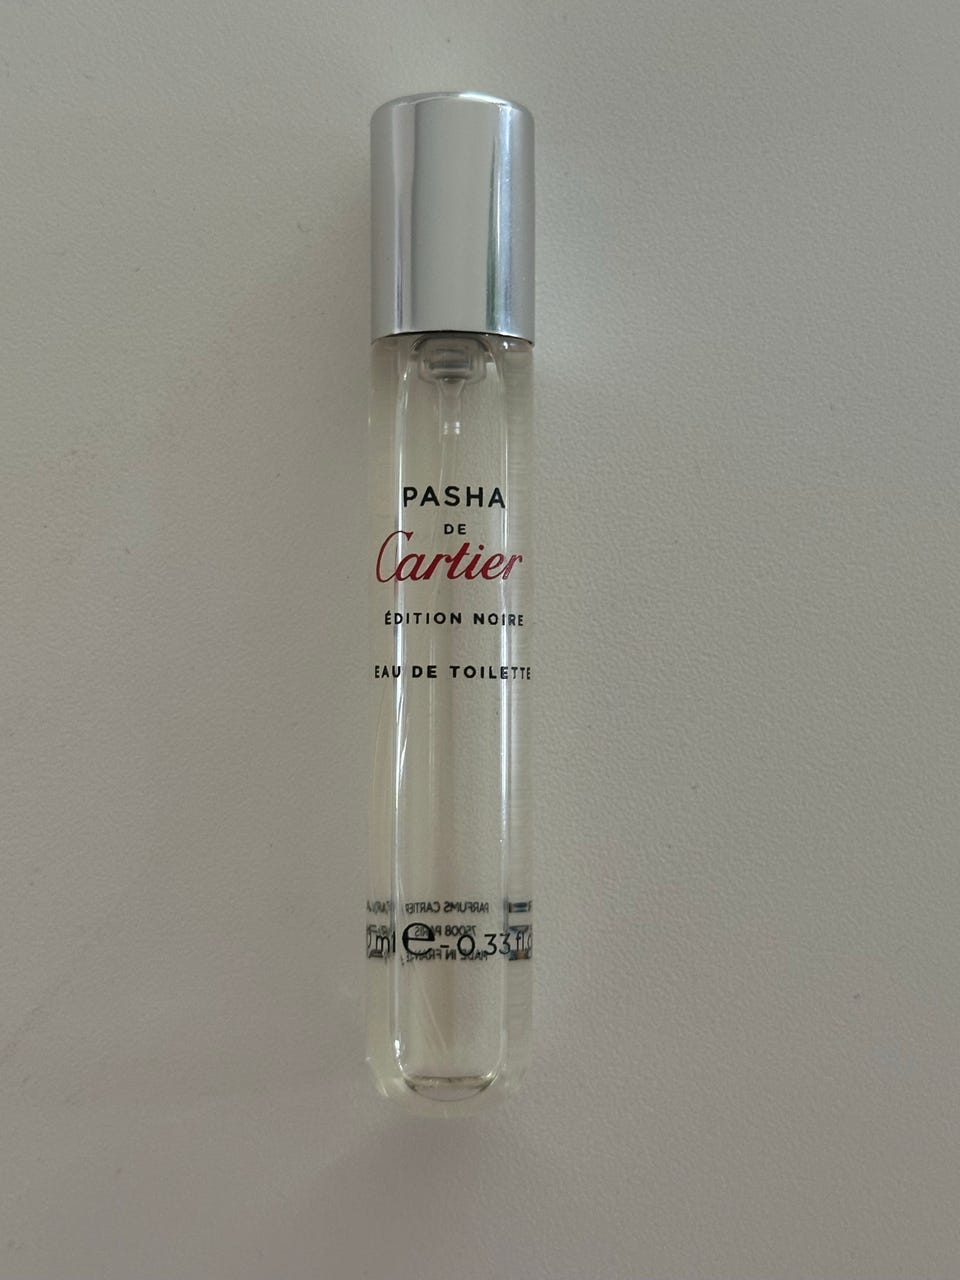 PASHA
DE
Cartier
ÉDITION NOIRE
EAU DE TOILETTE
PARFUMS CARTIER
75008 PARIS
ml e - 0.33 fl.
MADE IN FRANCE